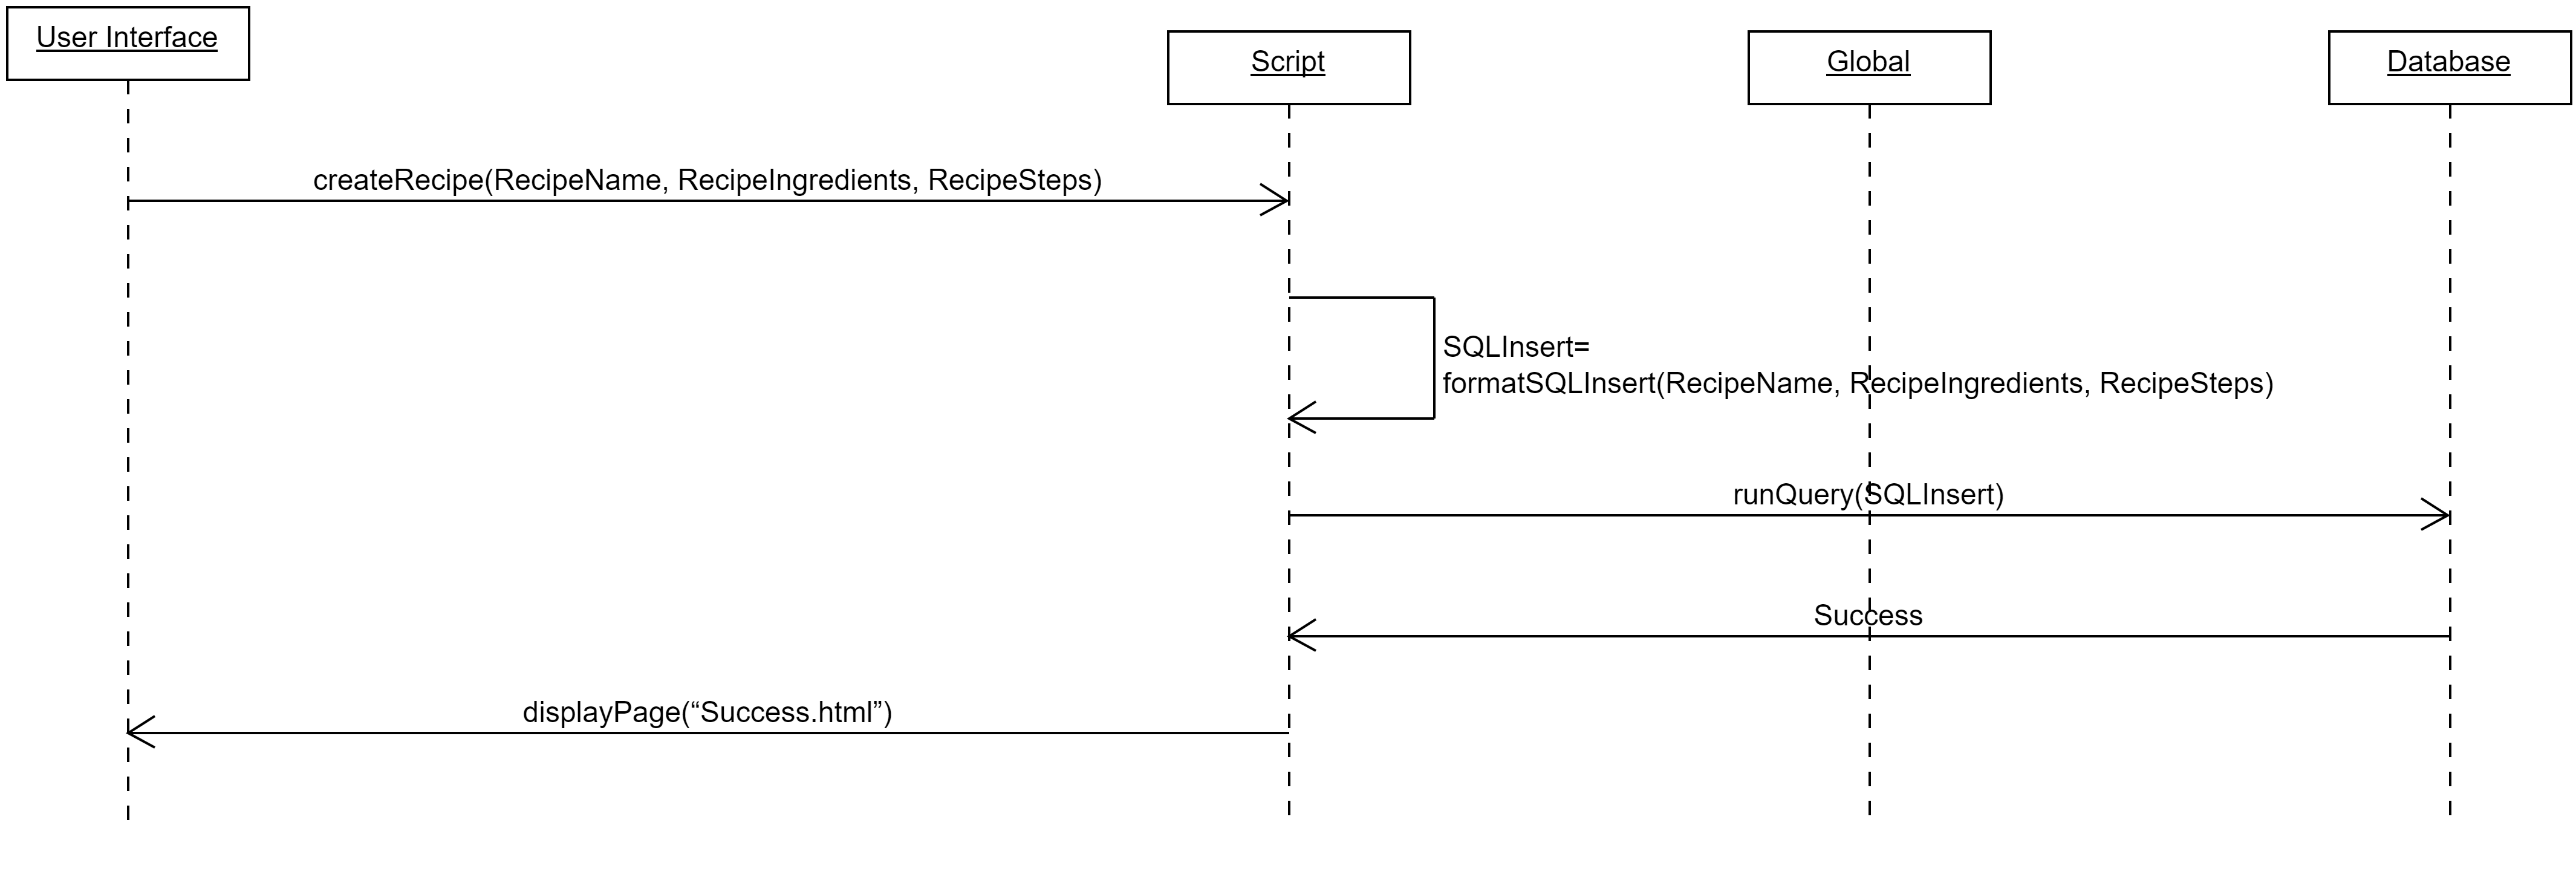 User Interface
Script
Global
Database
createRecipe(RecipeName, RecipeIngredients, RecipeSteps)
SQLInsert=
formatSQLInsert(RecipeName, RecipeIngredients, RecipeSteps)
runQuery(SQLInsert)
Success
displayPage(“Success.html”)